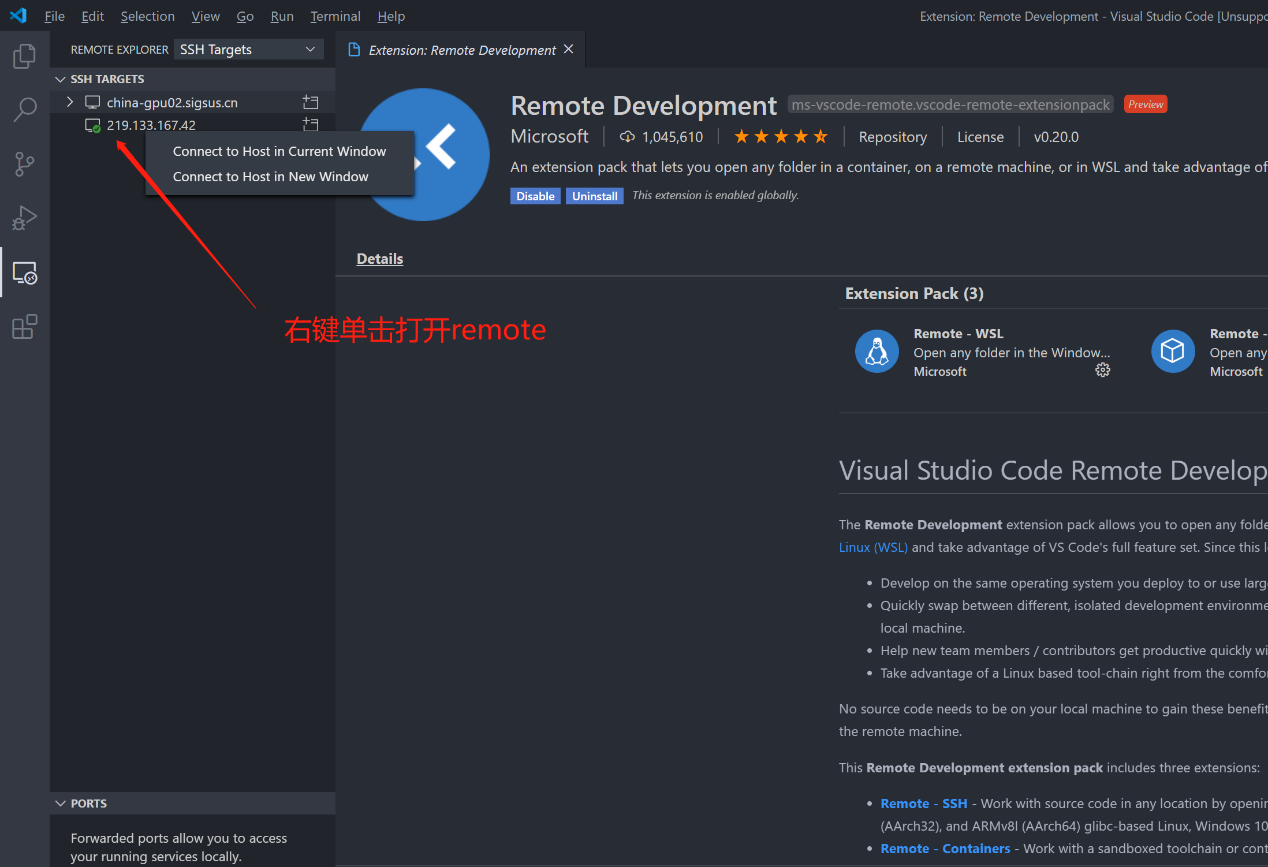 File Edit Selection View Go Run Terminal Help
Extension: Remote Development - Visual Studio Code [Unsuppo
REMOTE EXPLORER SSH Targets
Extension: Remote Development
SSH TARGETS
china-gpu02.sigsus.cn
219.133.167.42
Connect to Host in Current Window
Connect to Host in New Window
右键单击打开remote
Remote Development ms-vscode-remote.vscode-remote-extensionpack Preview
Microsoft 1,045,610 Repository License v0.20.0
An extension pack that lets you open any folder in a container, on a remote machine, or in WSL and take advantage of
Disable Uninstall This extension is enabled globally.
Details
Extension Pack (3)
Remote - WSL
Open any folder in the Window...
Microsoft
Remote -
Open any
Microsoft
Visual Studio Code Remote Develop
The Remote Development extension pack allows you to open any folde
Linux (WSL) and take advantage of VS Code's full feature set. Since this l
• Develop on the same operating system you deploy to or use larg
• Quickly swap between different, isolated development environme
local machine.
• Help new team members / contributors get productive quickly wi
• Take advantage of a Linux based tool-chain right from the comfo
No source code needs to be on your local machine to gain these benefit
the remote machine.
This Remote Development extension pack includes three extensions:
• Remote - SSH - Work with source code in any location by openin
(AArch32), and ARMv8l (AArch64) glibc-based Linux, Windows 10
• Remote - Containers - Work with a sandboxed toolchain or cont
PORTS
Forwarded ports allow you to access
your running services locally.